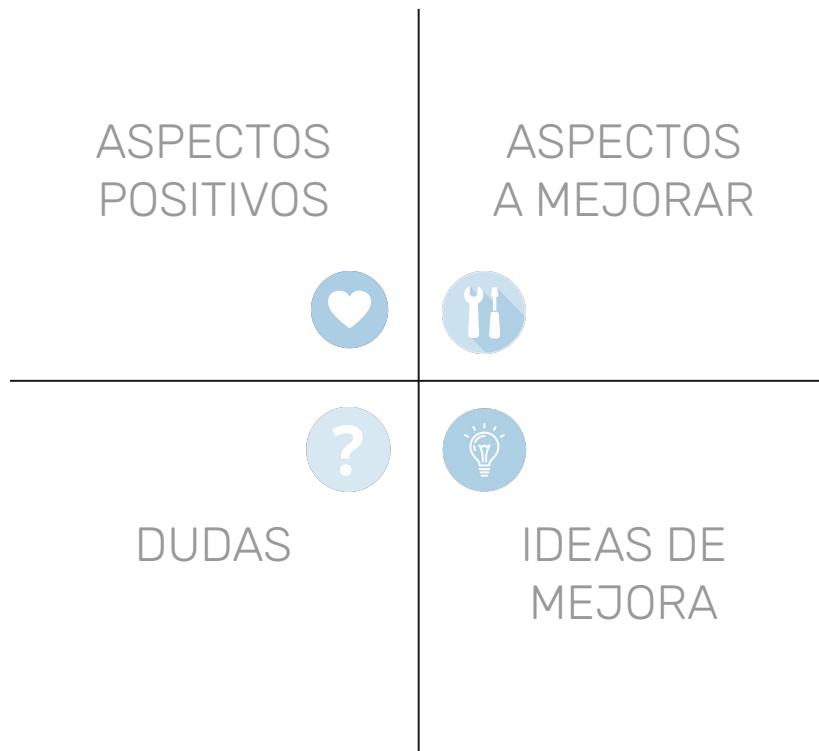 ASPECTOS
POSITIVOS
ASPECTOS
A MEJORAR
?
DUDAS
IDEAS DE
MEJORA